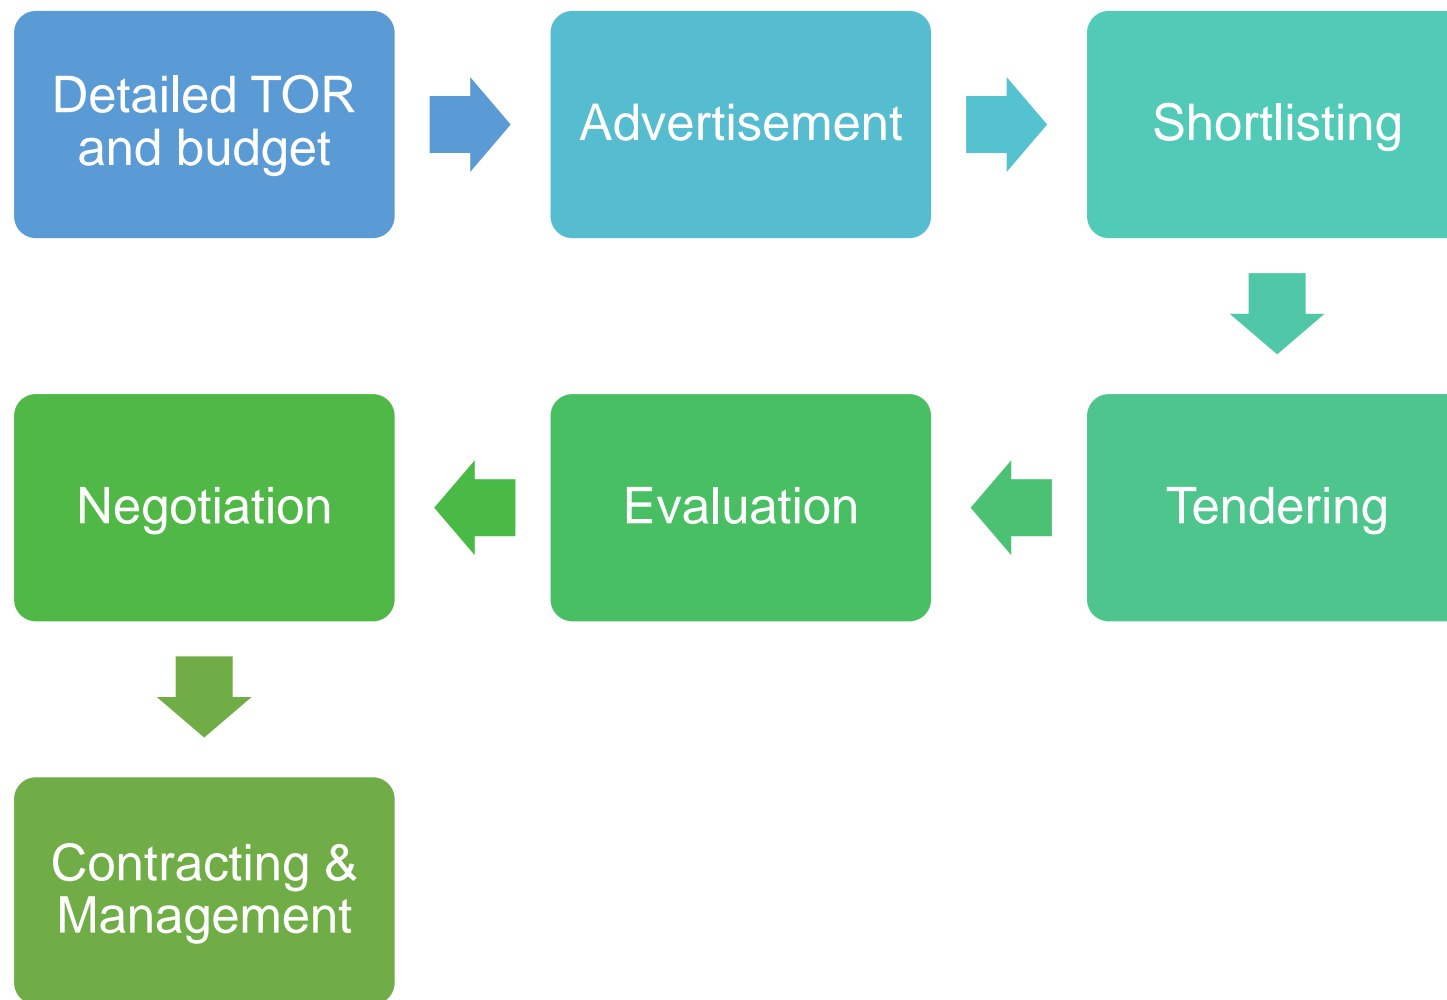 Detailed TOR
and budget
Advertisement
Shortlisting
Tendering
Evaluation
Negotiation
Contracting &
Management